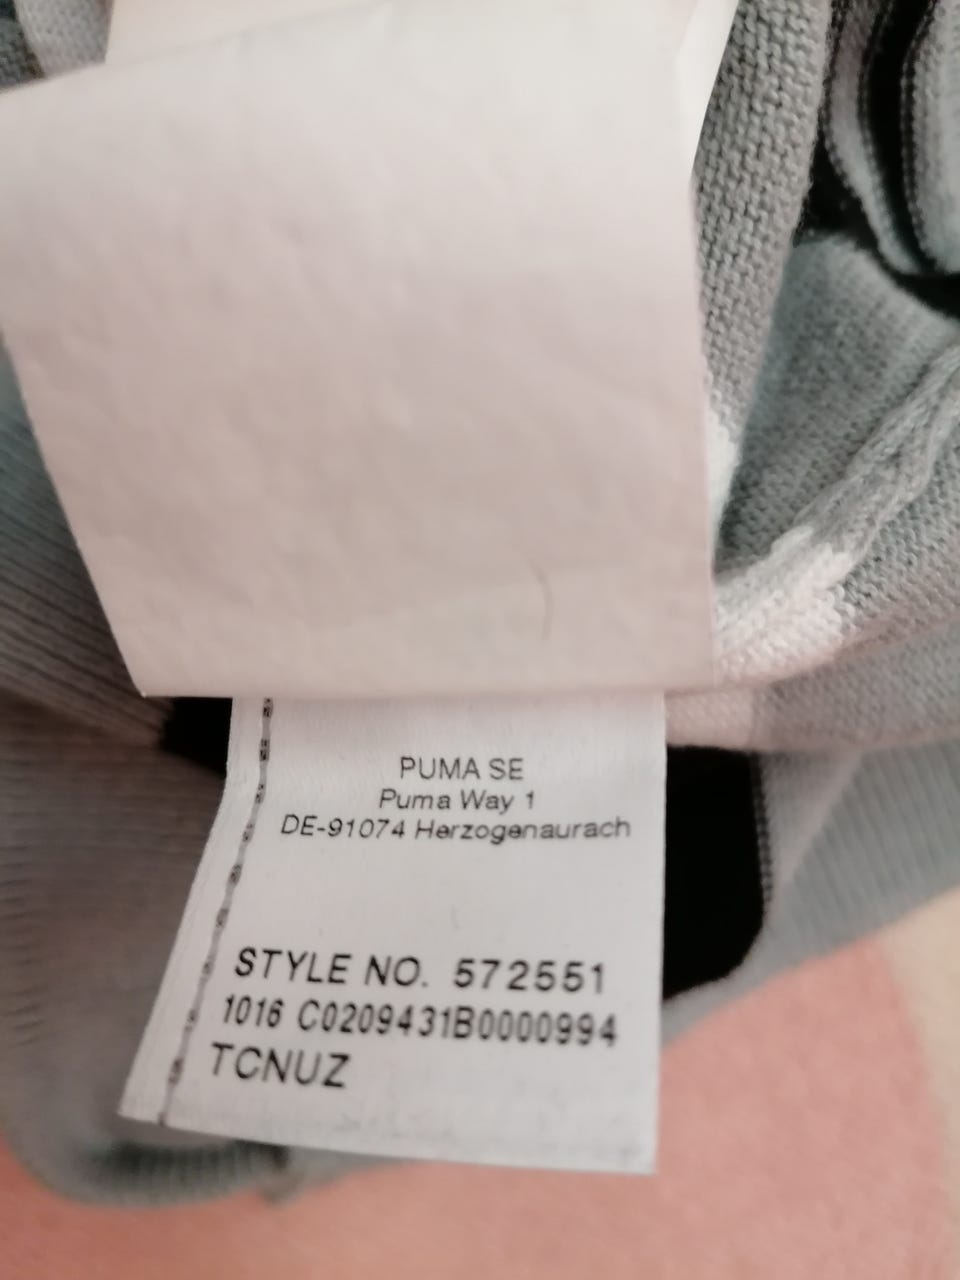 PUMA SE
Puma Way 1
DE-91074 Herzogenaurach
STYLE NO. 572551
1016 C0209431B0000994
TCNUZ